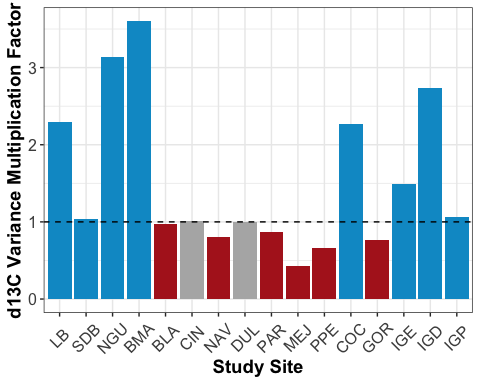 d13C Variance Multiplication Factor
3
2
1
0
LB SDB NGU BMA BLA CIN NAV DUL PAR MEJ PPE COC GOR IGE IGD IGP
Study Site